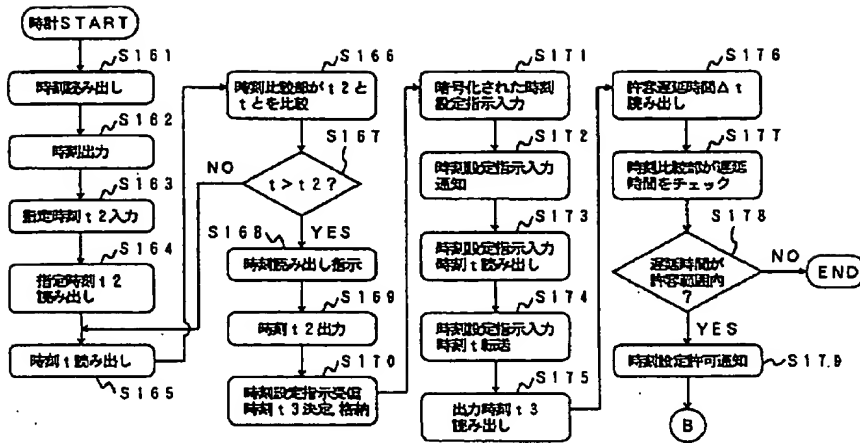 時計START
S161
時刻読み出し
S162
時刻出力
S163
指定時刻t2入力
S164
指定時刻t2
読み出し
時刻t読み出し
S165
S166
時刻比較部がt2と
tとを比較
S167
NO
t>t2?
YES
S168
時刻読み出し指示
S169
時刻t2出力
S170
時刻設定指示受信
時刻t3決定,格納
S171
暗号化された時刻
設定指示入力
S172
時刻設定指示入力
通知
S173
時刻設定指示入力
時刻t読み出し
S174
時刻設定指示入力
時刻t転送
S175
出力時刻t3
読み出し
S176
許容遅延時間Δt
読み出し
S177
時刻比較部が遅延
時間をチェック
S178
遅延時間が
許容範囲内
?
NO
END
YES
時刻設定許可通知
S179
B